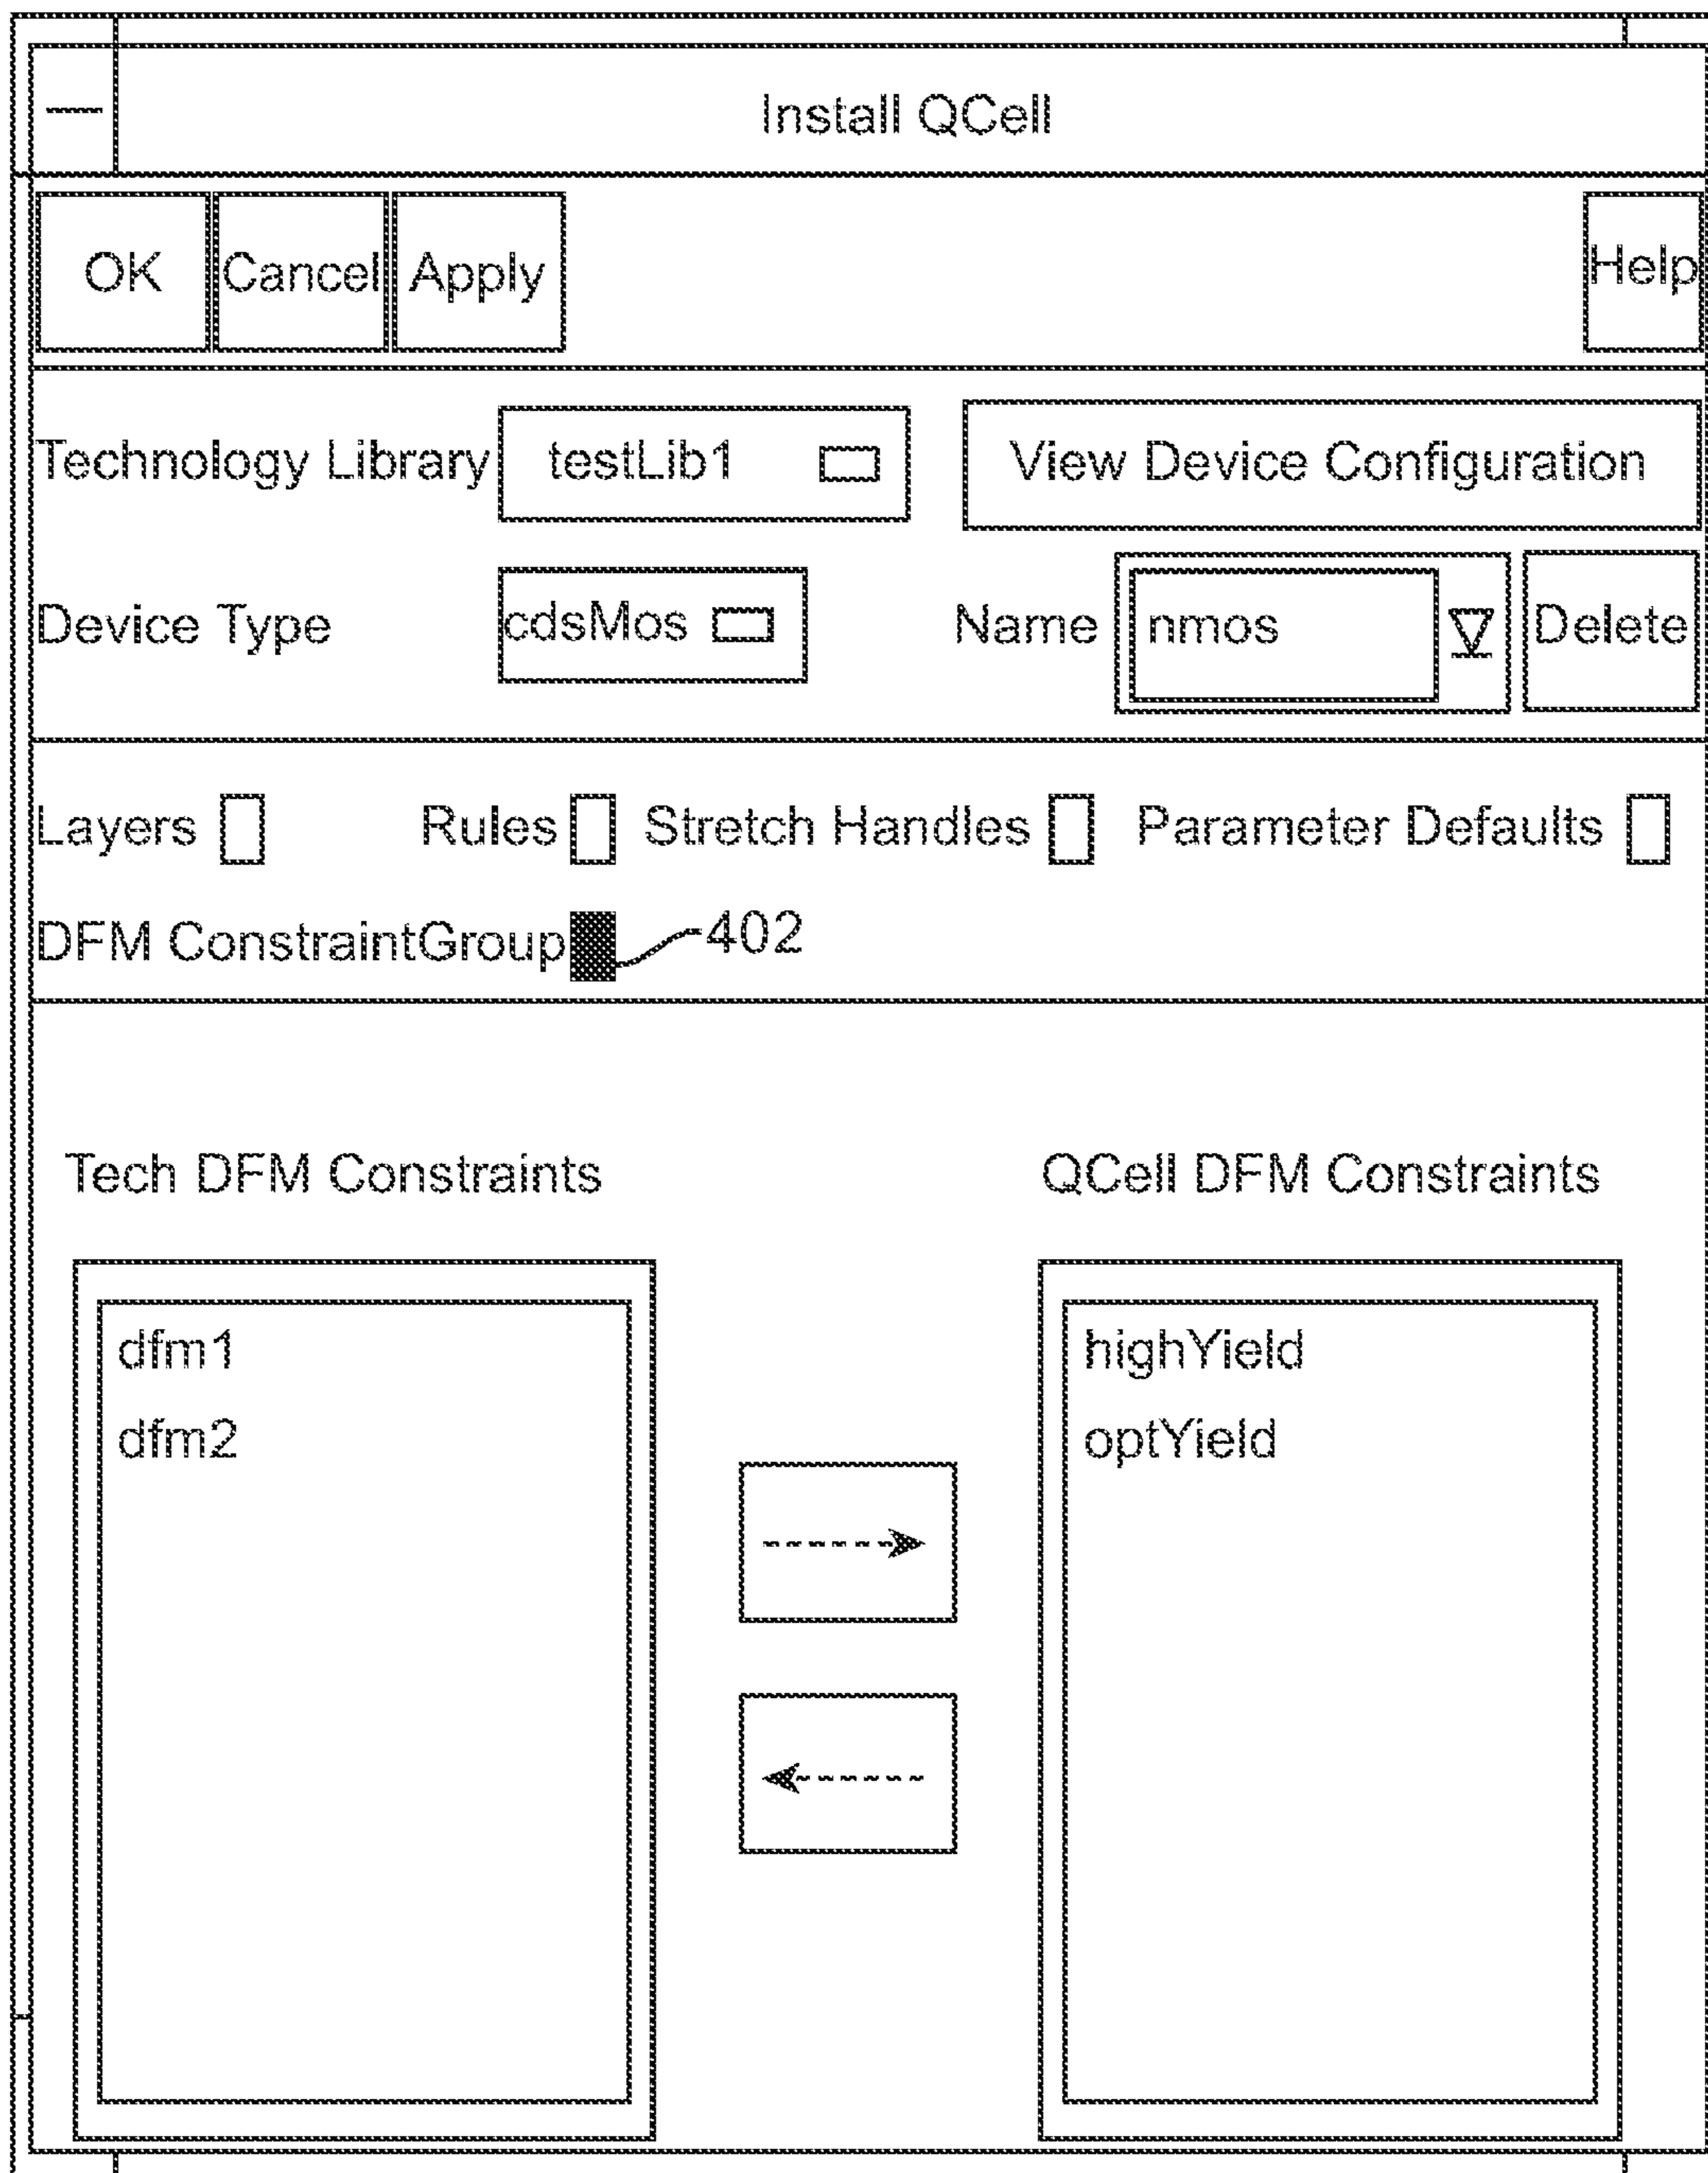 Install QCell
OK Cancel Apply Help
Technology Library testLib1 View Device Configuration
Device Type cdsMos Name nmos Delete
Layers Rules Stretch Handles Parameter Defaults
DFM ConstraintGroup 402
Tech DFM Constraints QCell DFM Constraints
dfm1 highYield
dfm2 optYield